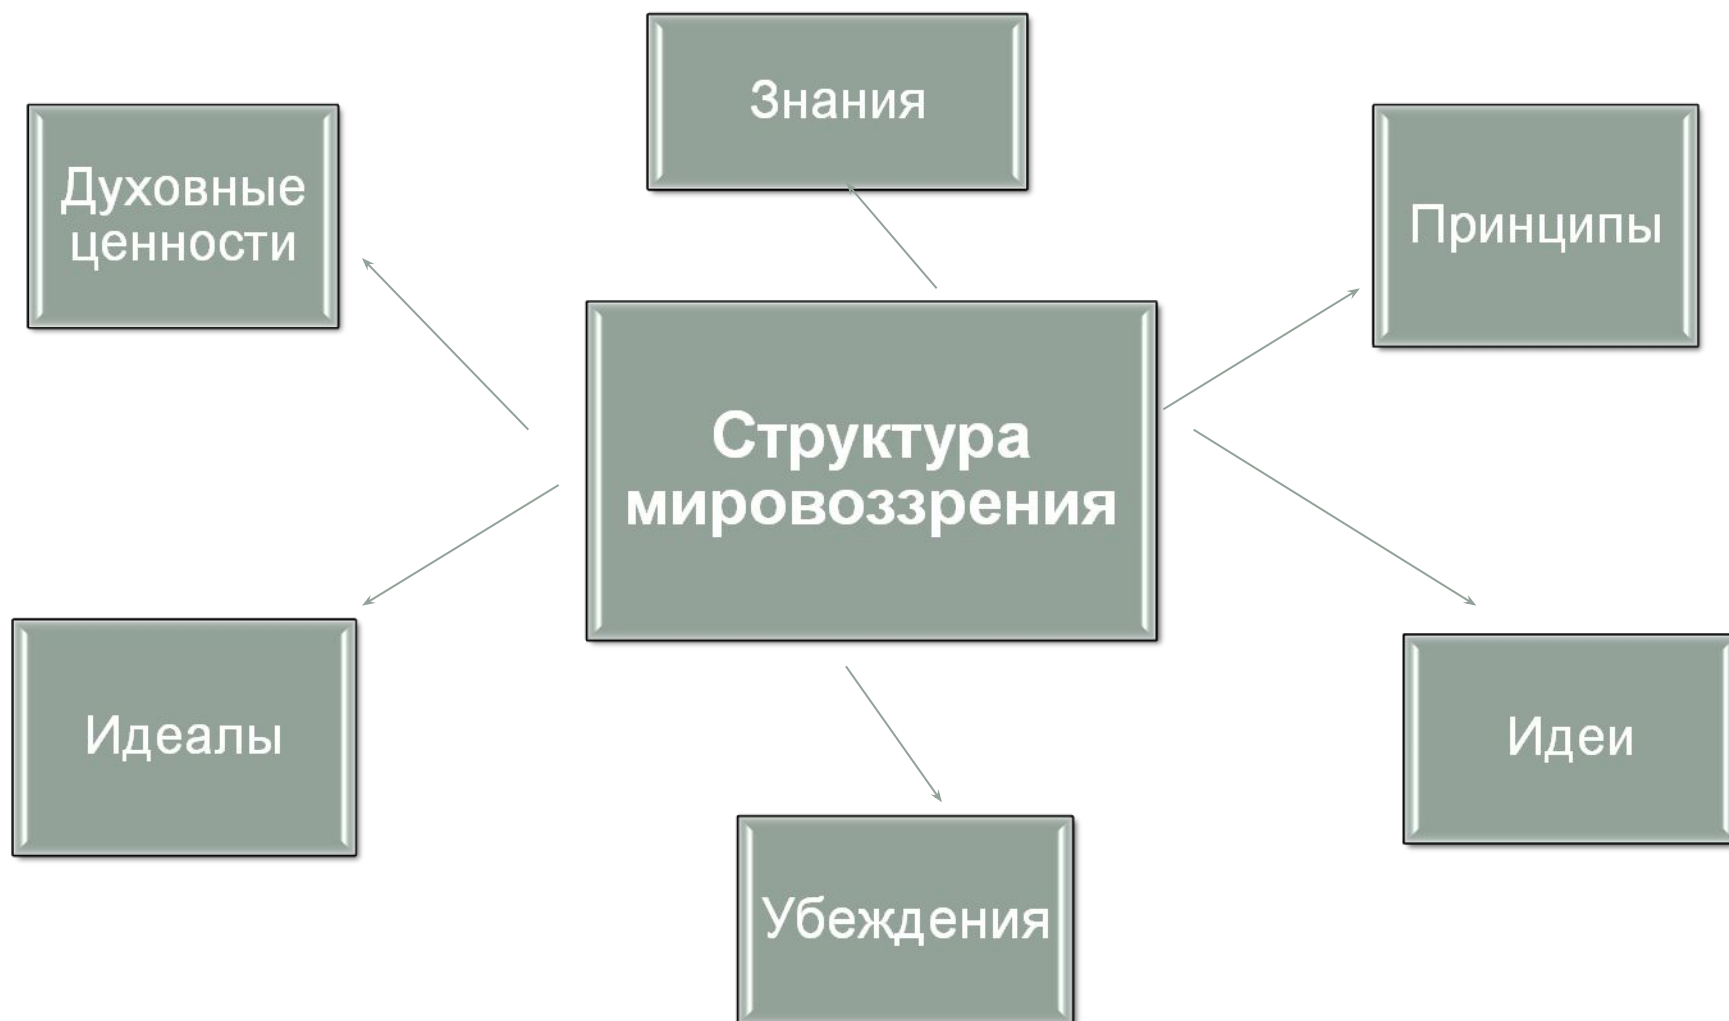 Знания
Духовные
ценности
Принципы
Структура
мировоззрения
Идеалы
Идеи
Убеждения